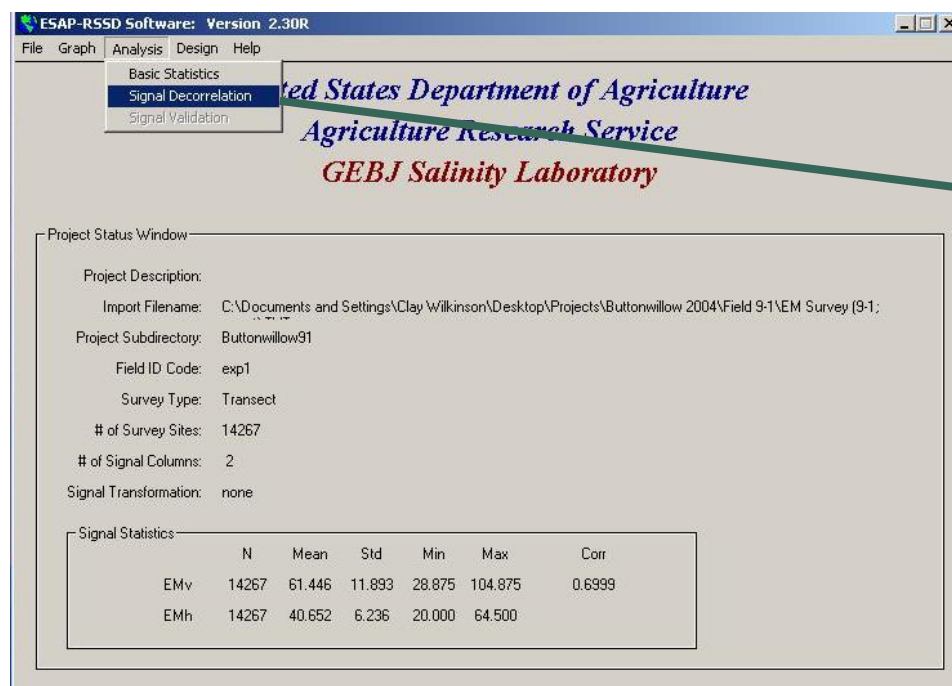 ESAP-RSSD Software: Version 2.30R
File Graph Analysis Design Help
Basic Statistics
Signal Decorrelation
Signal Validation
ted States Department of Agriculture
Agriculture Research Service
GEBJ Salinity Laboratory
Project Status Window
Project Description:
Import Filename: C:\Documents and Settings\Clay Wilkinson\Desktop\Projects\Buttonwillow 2004\Field 9-1\EM Survey (9-1;
Project Subdirectory: Buttonwillow91
Field ID Code: exp1
Survey Type: Transect
# of Survey Sites: 14267
# of Signal Columns: 2
Signal Transformation: none
Signal Statistics
N Mean Std Min Max Corr
EMv 14267 61.446 11.893 28.875 104.875 0.6999
EMh 14267 40.652 6.236 20.000 64.500